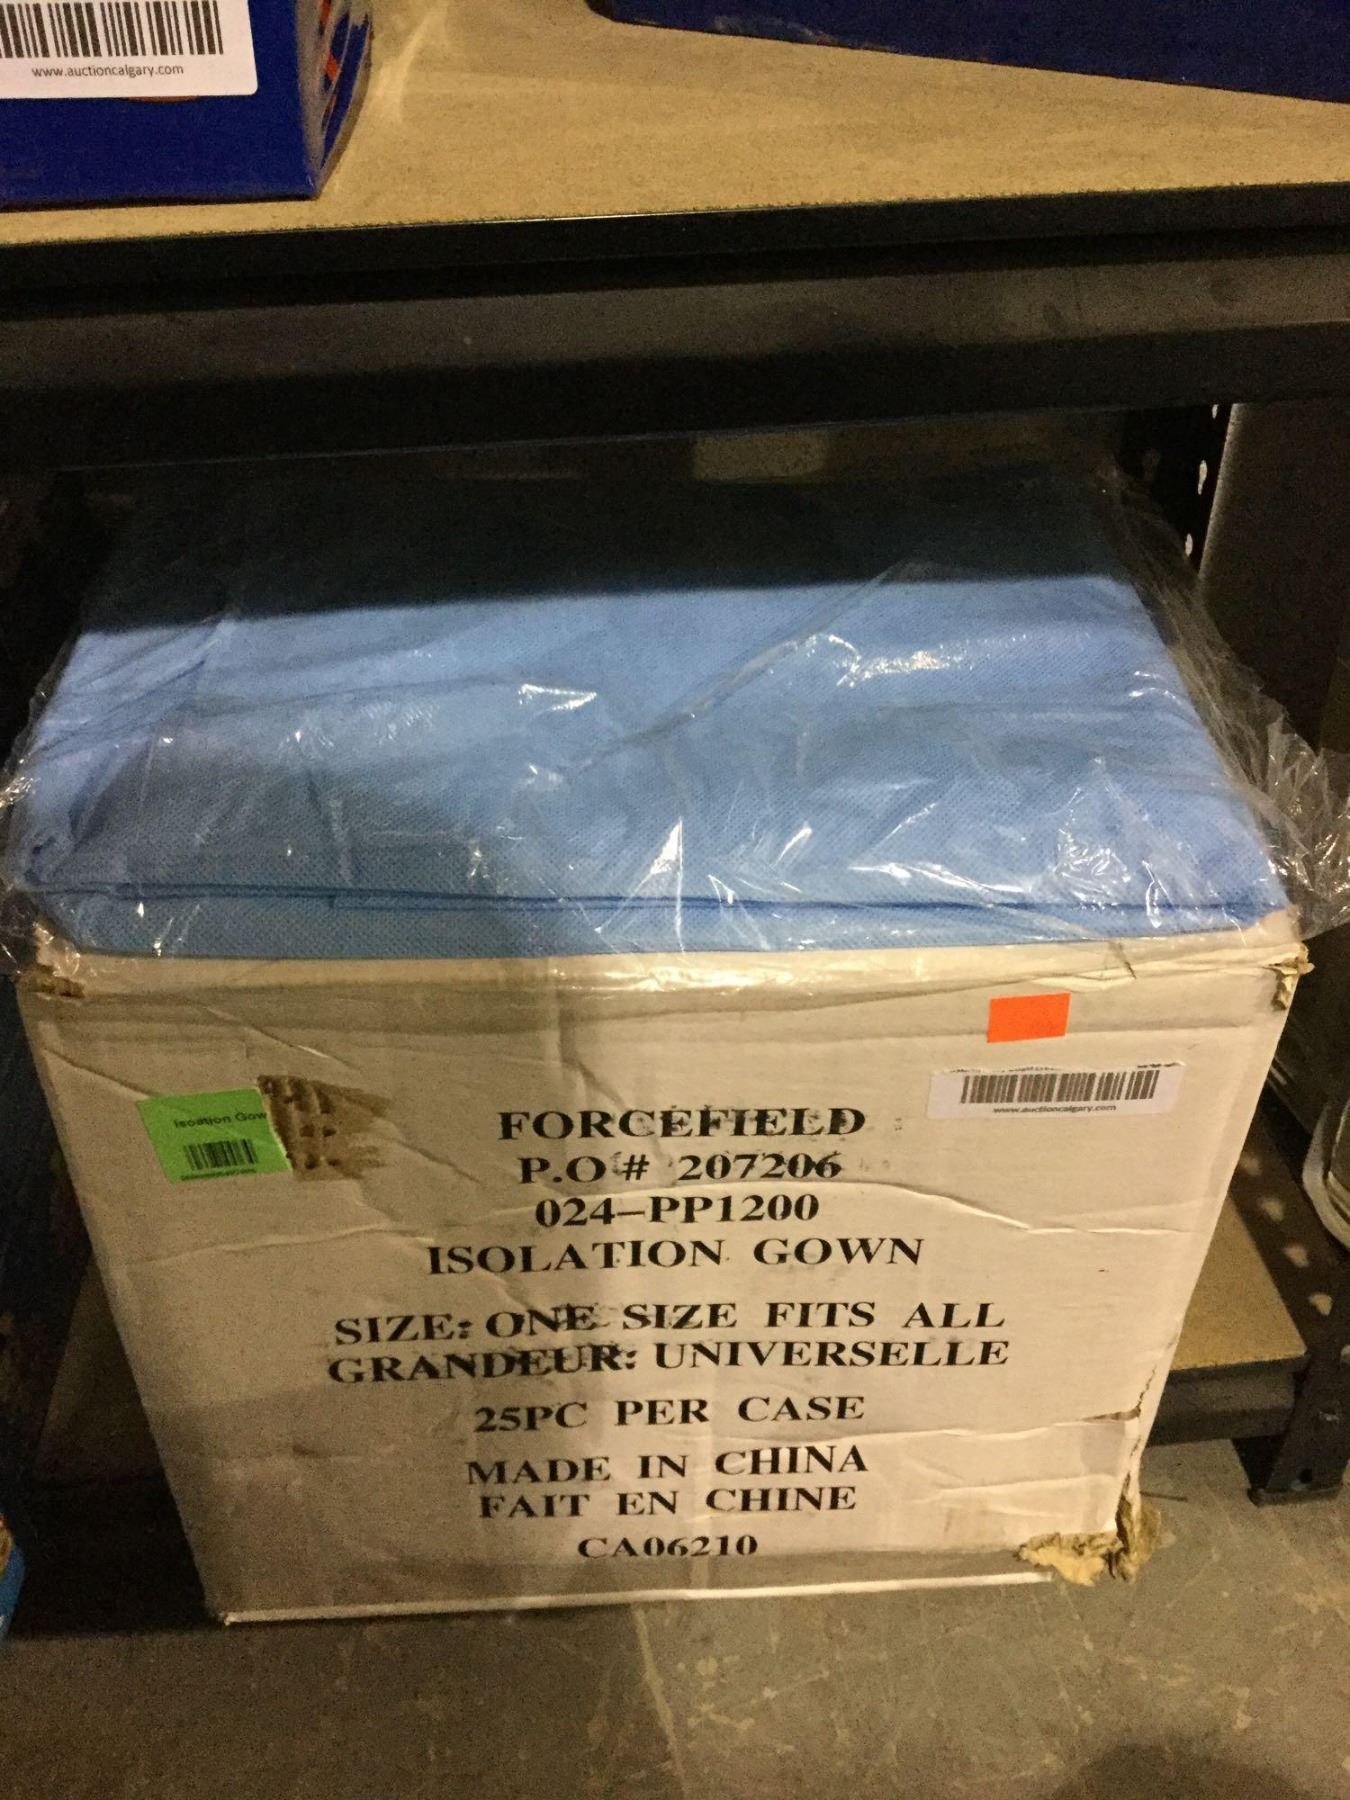 www.auctioncalgary.com
www.auctioncalgary.com
Isoation Gow
FORCEFIELD
P.O # 207206
024-PP1200
ISOLATION GOWN
SIZE: ONE SIZE FITS ALL
GRANDEUR: UNIVERSELLE
25PC PER CASE
MADE IN CHINA
FAIT EN CHINE
CA06210